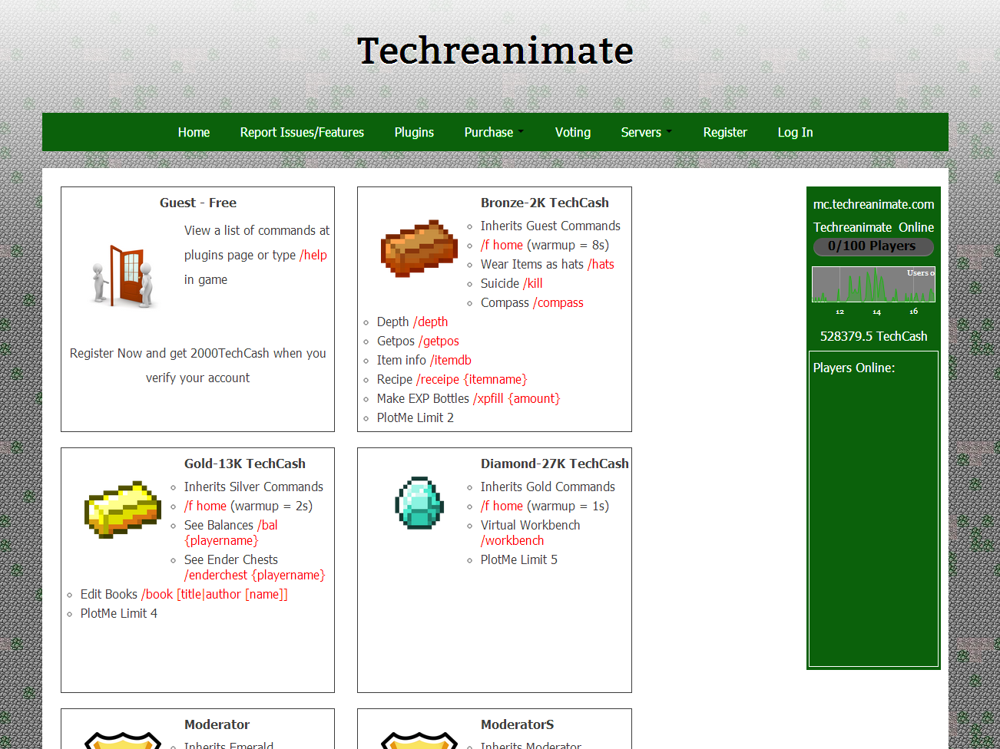 Techreanimate
Home Report Issues/Features Plugins Purchase Voting Servers Register Log In
Guest - Free
View a list of commands at
plugins page or type /help
in game
Register Now and get 2000TechCash when you
verify your account
Bronze-2K TechCash
Inherits Guest Commands
/f home (warmup = 8s)
Wear Items as hats /hats
Suicide /kill
Compass /compass
Depth /depth
Getpos /getpos
Item info /itemdb
Recipe /receipe {itemname}
Make EXP Bottles /xpfill {amount}
PlotMe Limit 2
Gold-13K TechCash
Inherits Silver Commands
/f home (warmup = 2s)
See Balances /bal
{playername}
See Ender Chests
/enderchest {playername}
Edit Books /book [title|author [name]]
PlotMe Limit 4
Diamond-27K TechCash
Inherits Gold Commands
/f home (warmup = 1s)
Virtual Workbench
/workbench
PlotMe Limit 5
Moderator
Inherits Emerald
ModeratorS
Inherits Moderator
mc.techreanimate.com
Techreanimate Online
0/100 Players
Users o
12 14 16
528379.5 TechCash
Players Online: